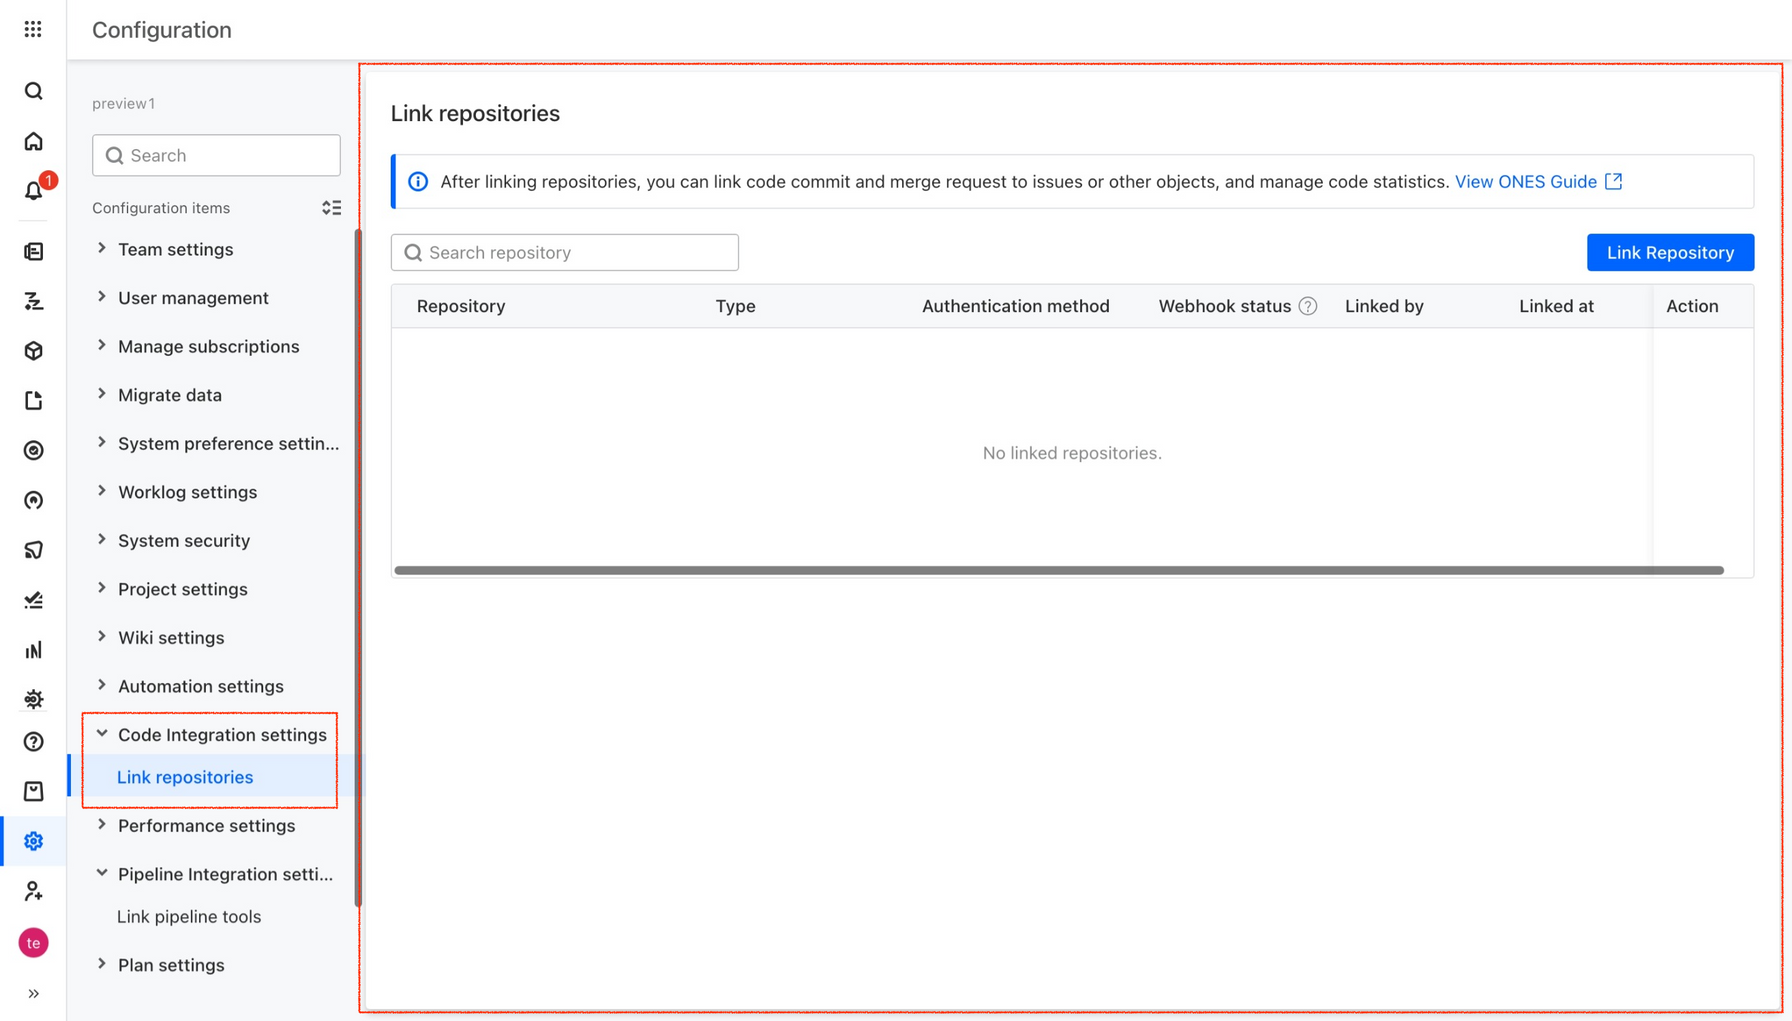 Configuration
preview1
Search
1
Configuration items
Team settings
User management
Manage subscriptions
Migrate data
System preference settin...
Worklog settings
System security
Project settings
Wiki settings
Automation settings
Code Integration settings
Link repositories
Performance settings
Pipeline Integration setti...
Link pipeline tools
Plan settings
te
Link repositories
After linking repositories, you can link code commit and merge request to issues or other objects, and manage code statistics. View ONES Guide
Search repository
Link Repository
Repository Type Authentication method Webhook status Linked by Linked at Action
No linked repositories.